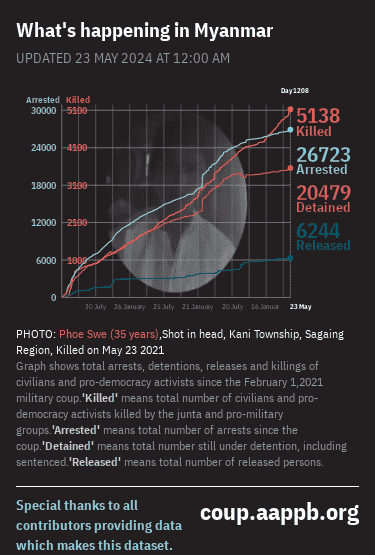 What's happening in Myanmar
UPDATED 23 MAY 2024 AT 12:00 AM
Day1208
Arrested Killed
30000 5100
24000 4100
18000 3100
12000 2100
6000 1000
0
5138
Killed
26723
Arrested
20479
Detained
6244
Released
30 July 26 January 25 July 21 January 20 July 16 Januar 23 May
PHOTO: Phoe Swe (35 years),Shot in head, Kani Township, Sagaing
Region, Killed on May 23 2021
Graph shows total arrests, detentions, releases and killings of
civilians and pro-democracy activists since the February 1,2021
military coup.'Killed' means total number of civilians and pro-
democracy activists killed by the junta and pro-military
groups.'Arrested' means total number of arrests since the
coup.'Detained' means total number still under detention, including
sentenced.'Released' means total number of released persons.
Special thanks to all
contributors providing data
which makes this dataset.
coup.aappb.org